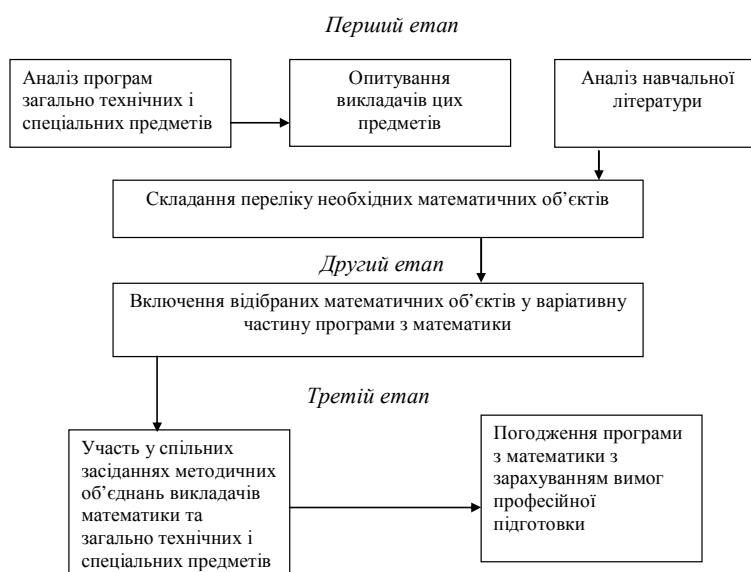 Перший етап
Аналіз програм
загально технічних і
спеціальних предметів
Опитування
викладачів цих
предметів
Аналіз навчальної
літератури
Складання переліку необхідних математичних об’єктів
Другий етап
Включення відібраних математичних об’єктів у варіативну
частину програми з математики
Третій етап
Участь у спільних
засіданнях методичних
об’єднань викладачів
математики та
загально технічних і
спеціальних предметів
Погодження програми
з математики з
зарахуванням вимог
професійної
підготовки